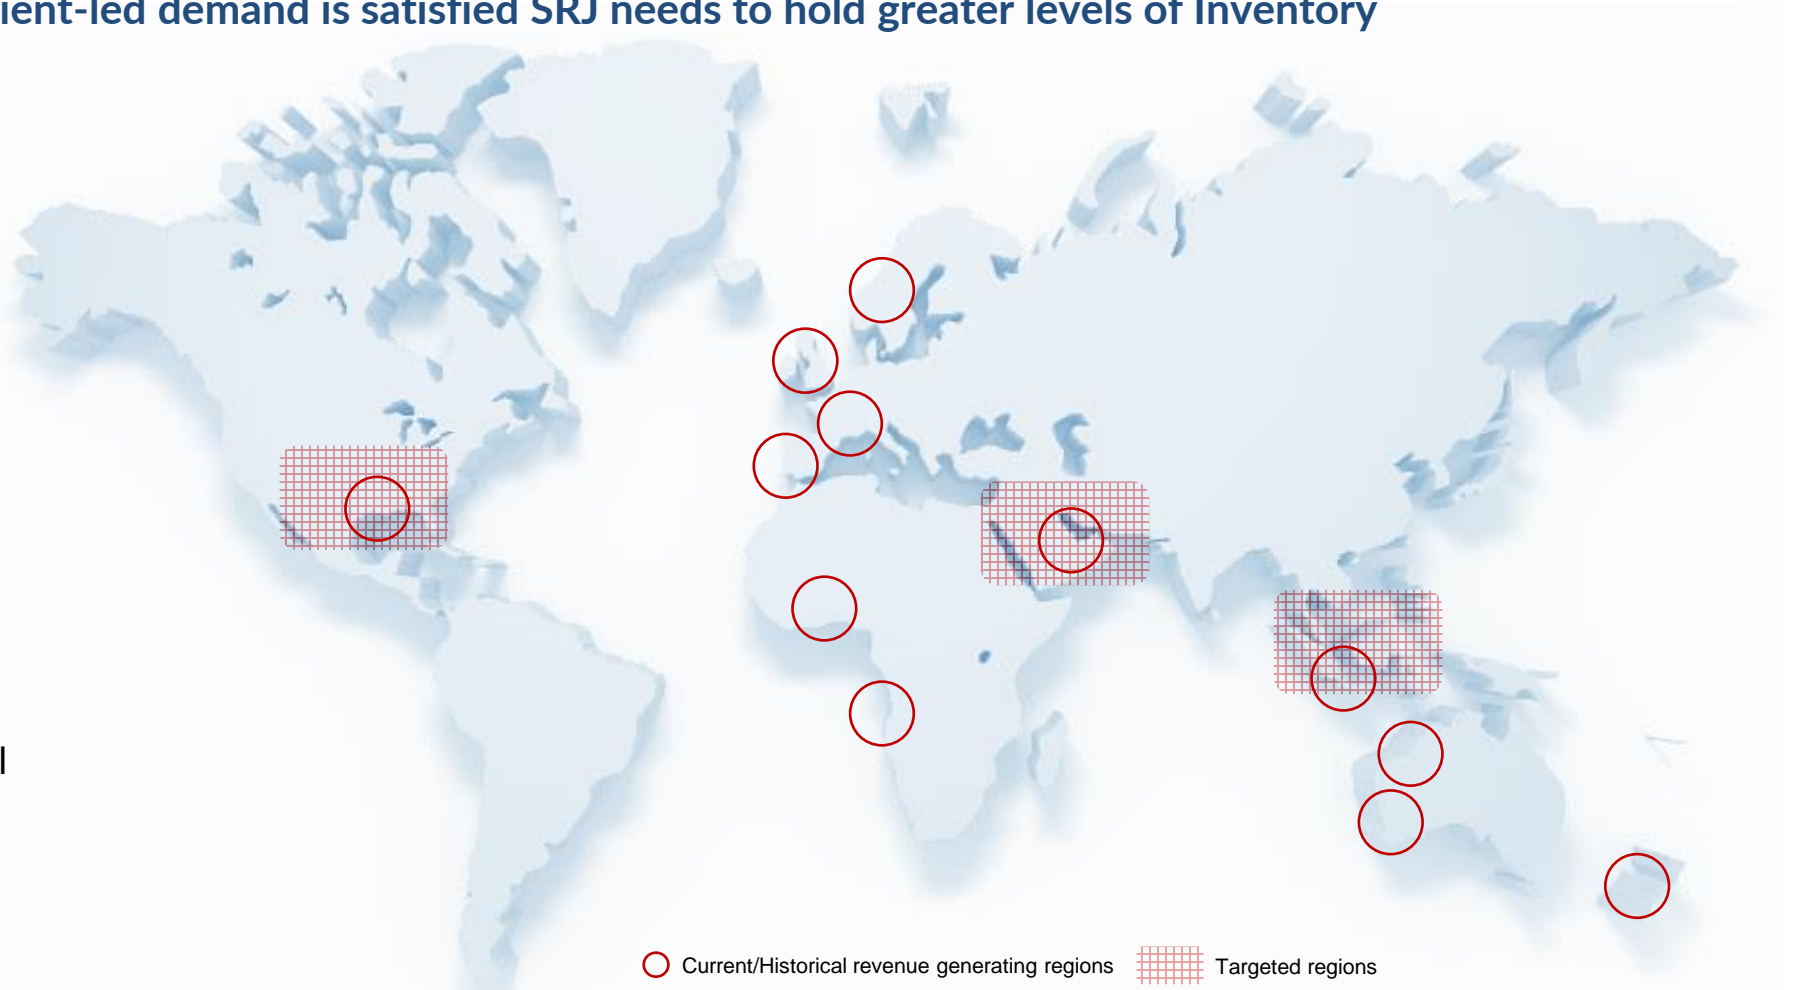 ient-led demand is satisfied SRJ needs to hold greater levels of Inventory
l
Current/Historical revenue generating regions
Targeted regions